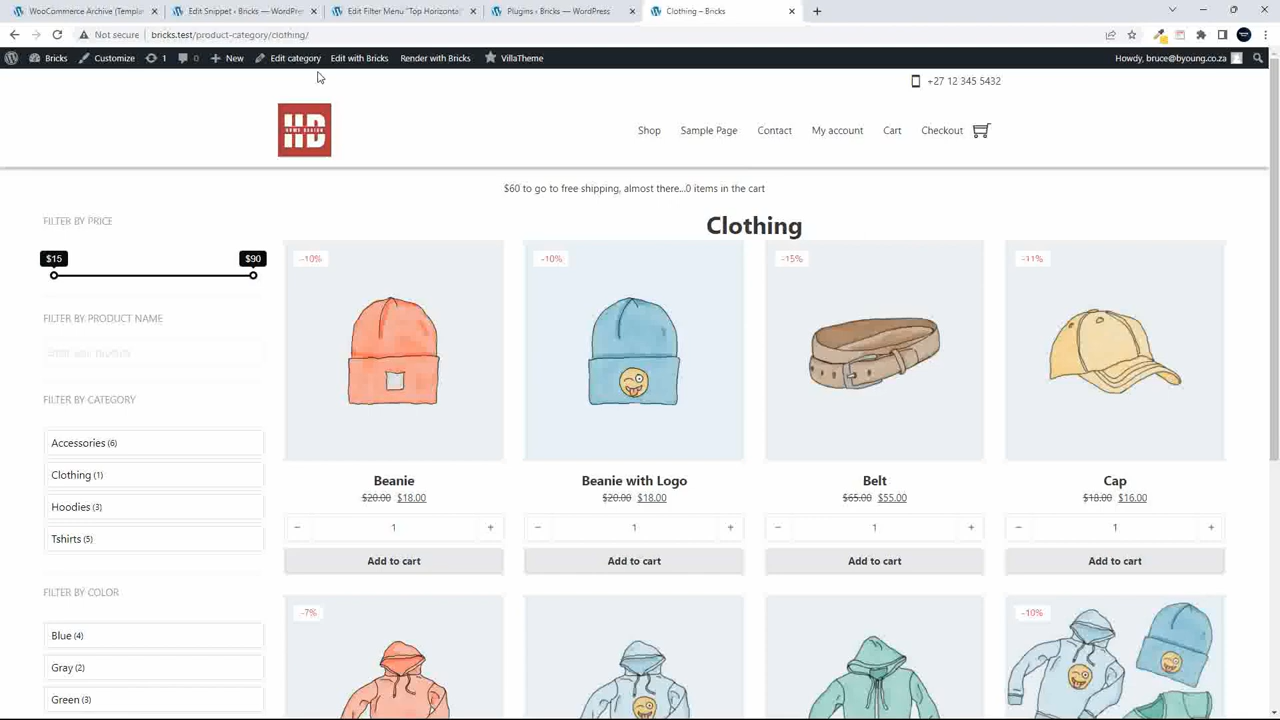 WooCommerce Archive (Templat
Edit Snippet ‹ Bricks — WordPre
Edit Filter Menu "Top Horizonta
Plugins ‹ Bricks — WordPress
Clothing – Bricks
Not secure
bricks.test/product-category/clothing/
Bricks
Customize
1
0
New
Edit category
Edit with Bricks
Render with Bricks
VillaTheme
Howdy, bruce@byoung.co.za
+27 12 345 5432
HD
HOME DESIGN
Shop
Sample Page
Contact
My account
Cart
Checkout
$60 to go to free shipping, almost there...0 items in the cart
FILTER BY PRICE
$15
$90
FILTER BY PRODUCT NAME
FILTER BY CATEGORY
Accessories (6)
Clothing (1)
Hoodies (3)
Tshirts (5)
FILTER BY COLOR
Blue (4)
Gray (2)
Green (3)
Clothing
-10%
-10%
-15%
-11%
Beanie
Beanie with Logo
Belt
Cap
$20.00 $18.00
$20.00 $18.00
$65.00 $55.00
$18.00 $16.00
− 1 +
− 1 +
− 1 +
− 1 +
Add to cart
Add to cart
Add to cart
Add to cart
-7%
-10%